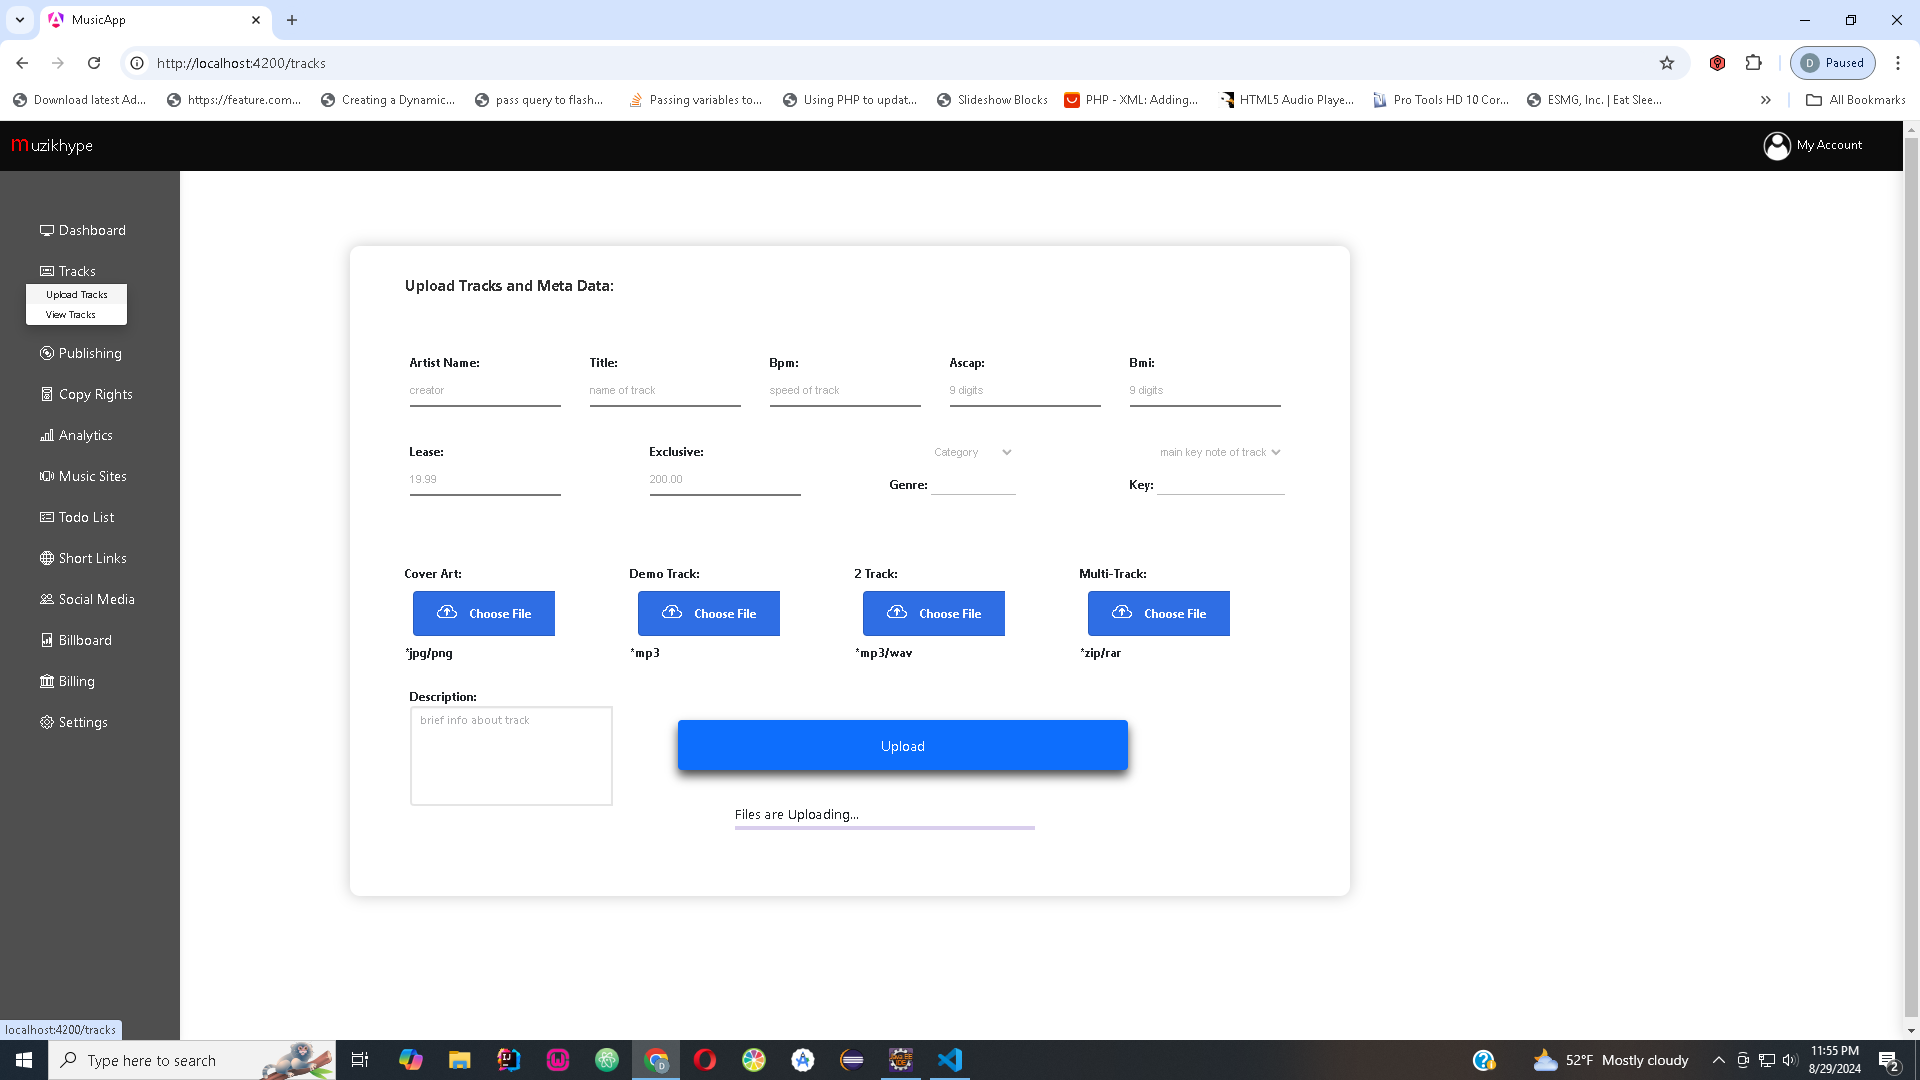 MusicApp
http://localhost:4200/tracks
Paused
Download latest Ad...
https://feature.com...
Creating a Dynamic...
pass query to flash...
Passing variables to...
Using PHP to updat...
Slideshow Blocks
PHP - XML: Adding...
HTML5 Audio Playe...
Pro Tools HD 10 Cor...
ESMG, Inc. | Eat Slee...
All Bookmarks
muzikhype
My Account
Dashboard
Tracks
Upload Tracks
View Tracks
Publishing
Copy Rights
Analytics
Music Sites
Todo List
Short Links
Social Media
Billboard
Billing
Settings
Upload Tracks and Meta Data:
Artist Name: Title: Bpm: Ascap: Bmi:
creator name of track speed of track 9 digits 9 digits
Lease: Exclusive: Category main key note of track
19.99 200.00 Genre: Key:
Cover Art: Demo Track: 2 Track: Multi-Track:
Choose File Choose File Choose File Choose File
*jpg/png *mp3 *mp3/wav *zip/rar
Description:
brief info about track
Upload
Files are Uploading...
localhost:4200/tracks
Type here to search
52°F Mostly cloudy
11:55 PM
8/29/2024
2